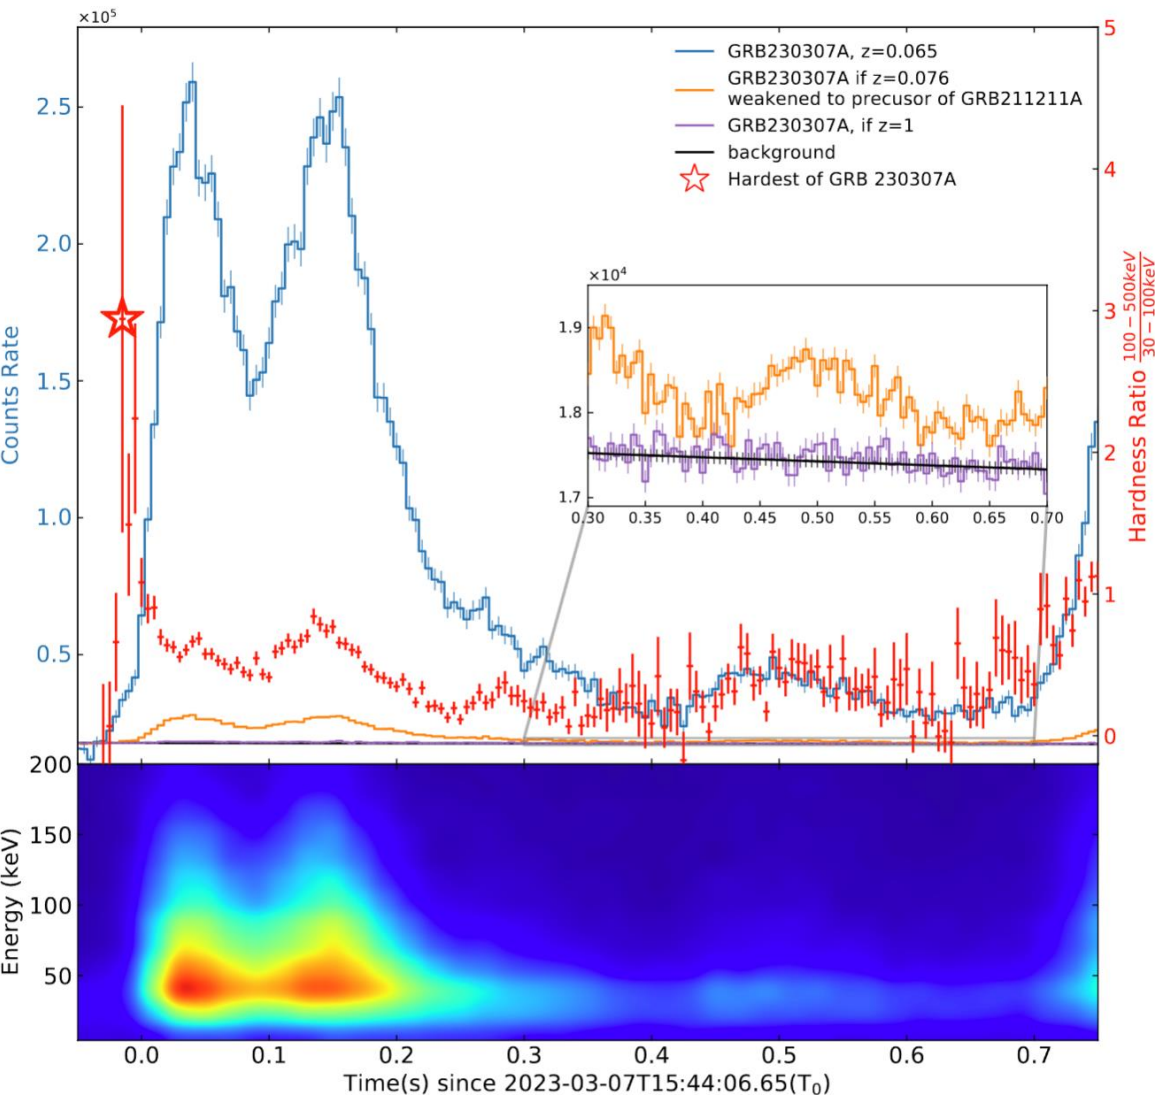 ×10⁵
5
GRB230307A, z=0.065
GRB230307A if z=0.076
weakened to precusor of GRB211211A
GRB230307A, if z=1
background
Hardest of GRB 230307A
2.5
2.0
1.5
1.0
0.5
Counts Rate
4
3
2
1
0
Hardness Ratio 100−500keV / 30−100keV
×10⁴
1.9
1.8
1.7
0.30 0.35 0.40 0.45 0.50 0.55 0.60 0.65 0.70
200
150
100
50
Energy (keV)
0.0 0.1 0.2 0.3 0.4 0.5 0.6 0.7
Time(s) since 2023-03-07T15:44:06.65(T₀)